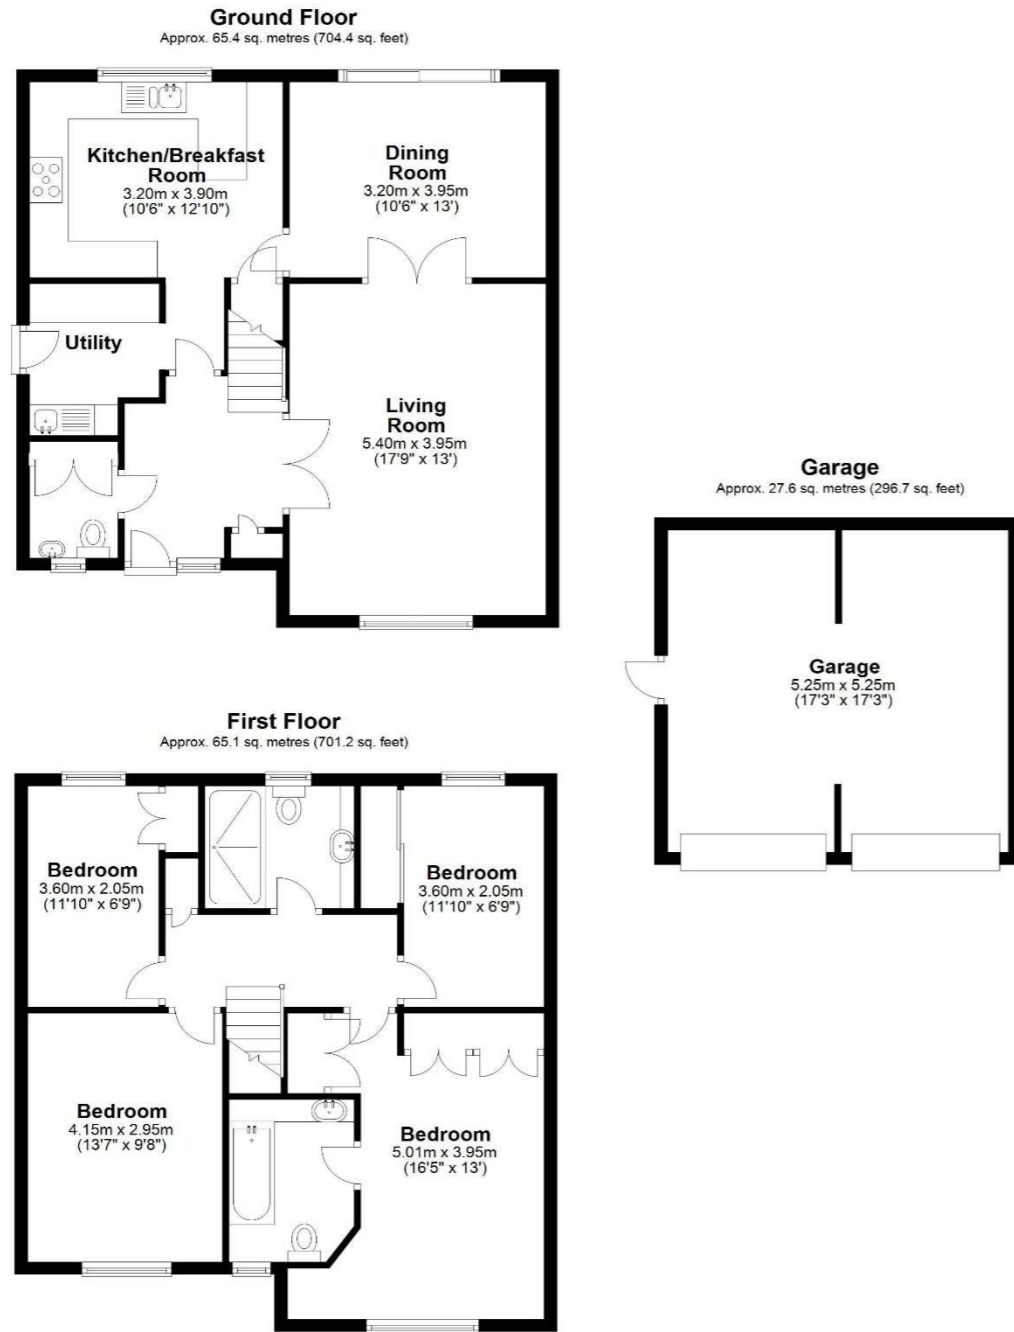 Ground Floor
Approx. 65.4 sq. metres (704.4 sq. feet)
Kitchen/Breakfast
Room
3.20m x 3.90m
(10'6" x 12'10")
Dining
Room
3.20m x 3.95m
(10'6" x 13')
Utility
Living
Room
5.40m x 3.95m
(17'9" x 13')
Garage
Approx. 27.6 sq. metres (296.7 sq. feet)
Garage
5.25m x 5.25m
(17'3" x 17'3")
First Floor
Approx. 65.1 sq. metres (701.2 sq. feet)
Bedroom
3.60m x 2.05m
(11'10" x 6'9")
Bedroom
3.60m x 2.05m
(11'10" x 6'9")
Bedroom
4.15m x 2.95m
(13'7" x 9'8")
Bedroom
5.01m x 3.95m
(16'5" x 13')